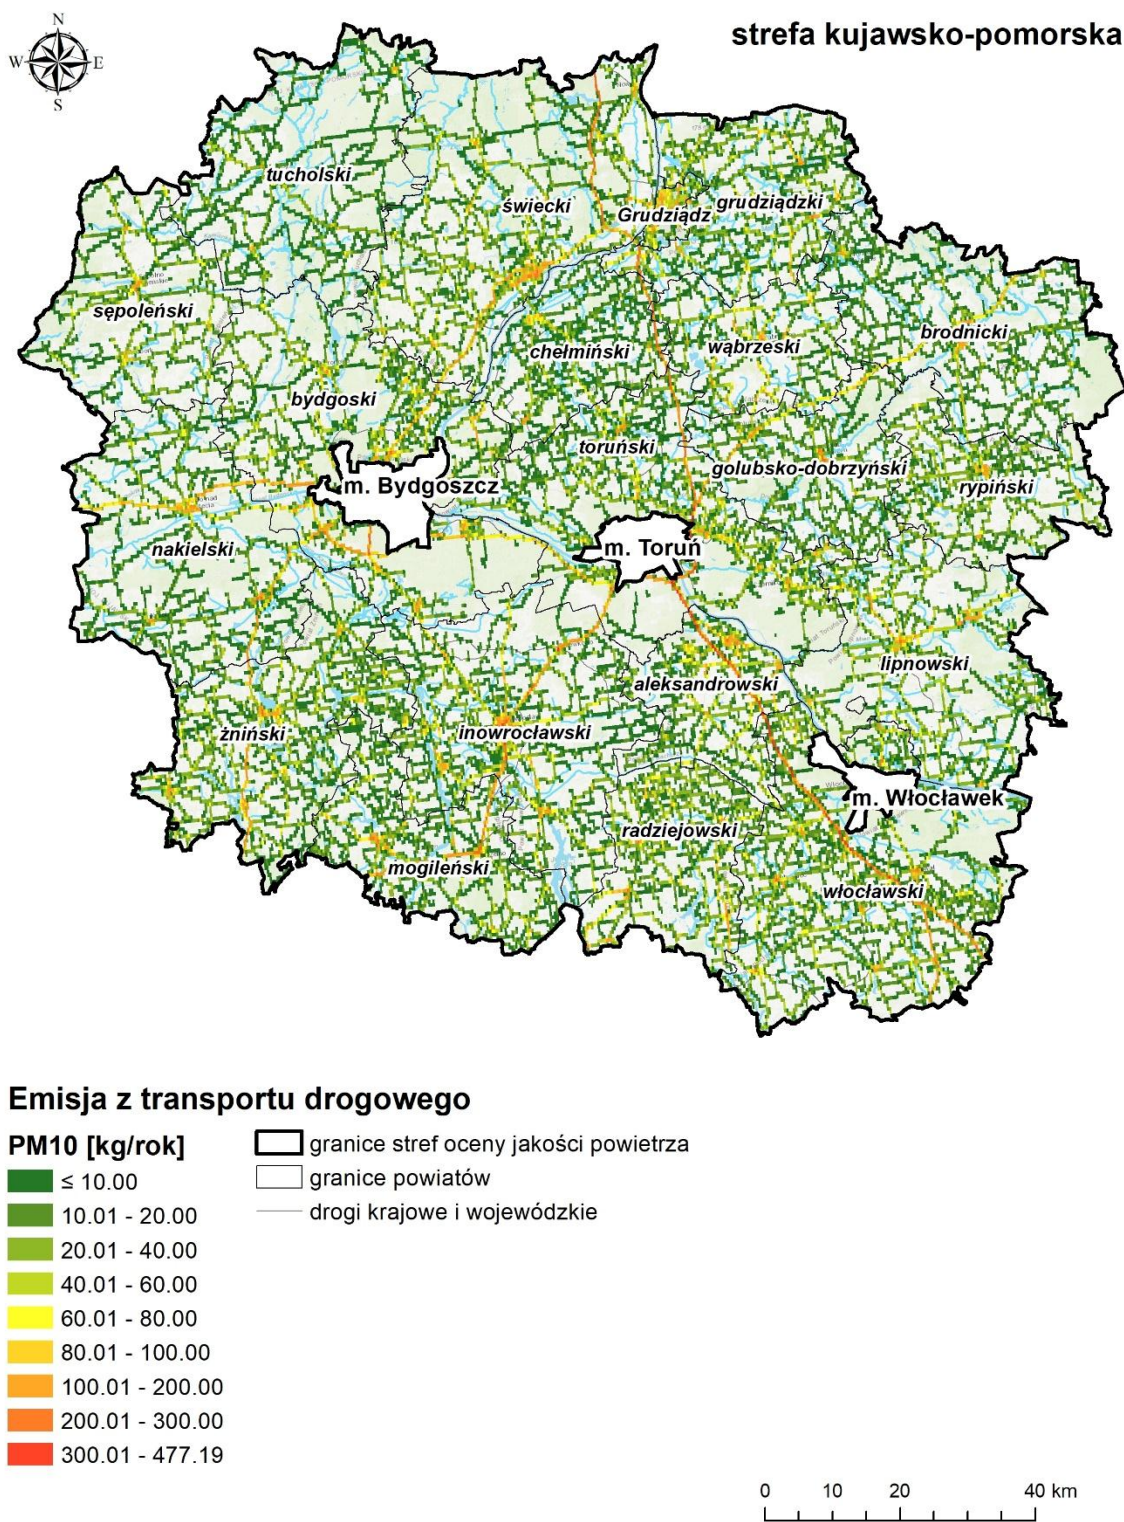 N
strefa kujawsko-pomorska
W
E
S
tucholski
świecki
Grudziądz
grudziądzki
sępoleński
chełmiński
wąbrzeski
brodnicki
bydgoski
toruński
golubsko-dobrzyński
rypiński
m. Bydgoszcz
nakielski
m. Toruń
lipnowski
aleksandrowski
żniński
inowrocławski
m. Włocławek
radziejowski
mogileński
włocławski
Emisja z transportu drogowego
PM10 [kg/rok]
≤ 10.00
10.01 - 20.00
20.01 - 40.00
40.01 - 60.00
60.01 - 80.00
80.01 - 100.00
100.01 - 200.00
200.01 - 300.00
300.01 - 477.19
granice stref oceny jakości powietrza
granice powiatów
drogi krajowe i wojewódzkie
0 10 20 40 km